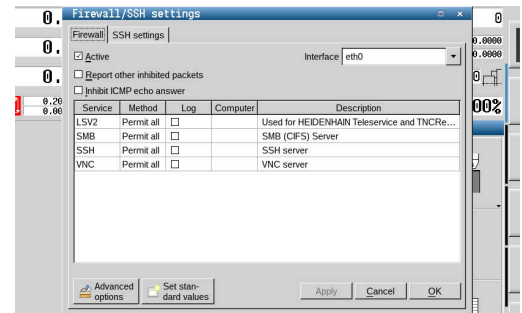 Firewall/SSH settings
0.
0
Firewall
SSH settings
0.
0.0000
0.0000
Active
Interface
eth0
0.
0
Report other inhibited packets
Inhibit ICMP echo answer
0.20
0.00
00%
Service Method Log Computer Description
LSV2 Permit all Used for HEIDENHAIN Teleservice and TNCRe...
SMB Permit all SMB (CIFS) Server
SSH Permit all SSH server
VNC Permit all VNC server
Advanced options
Set stan-
dard values
Apply
Cancel
OK